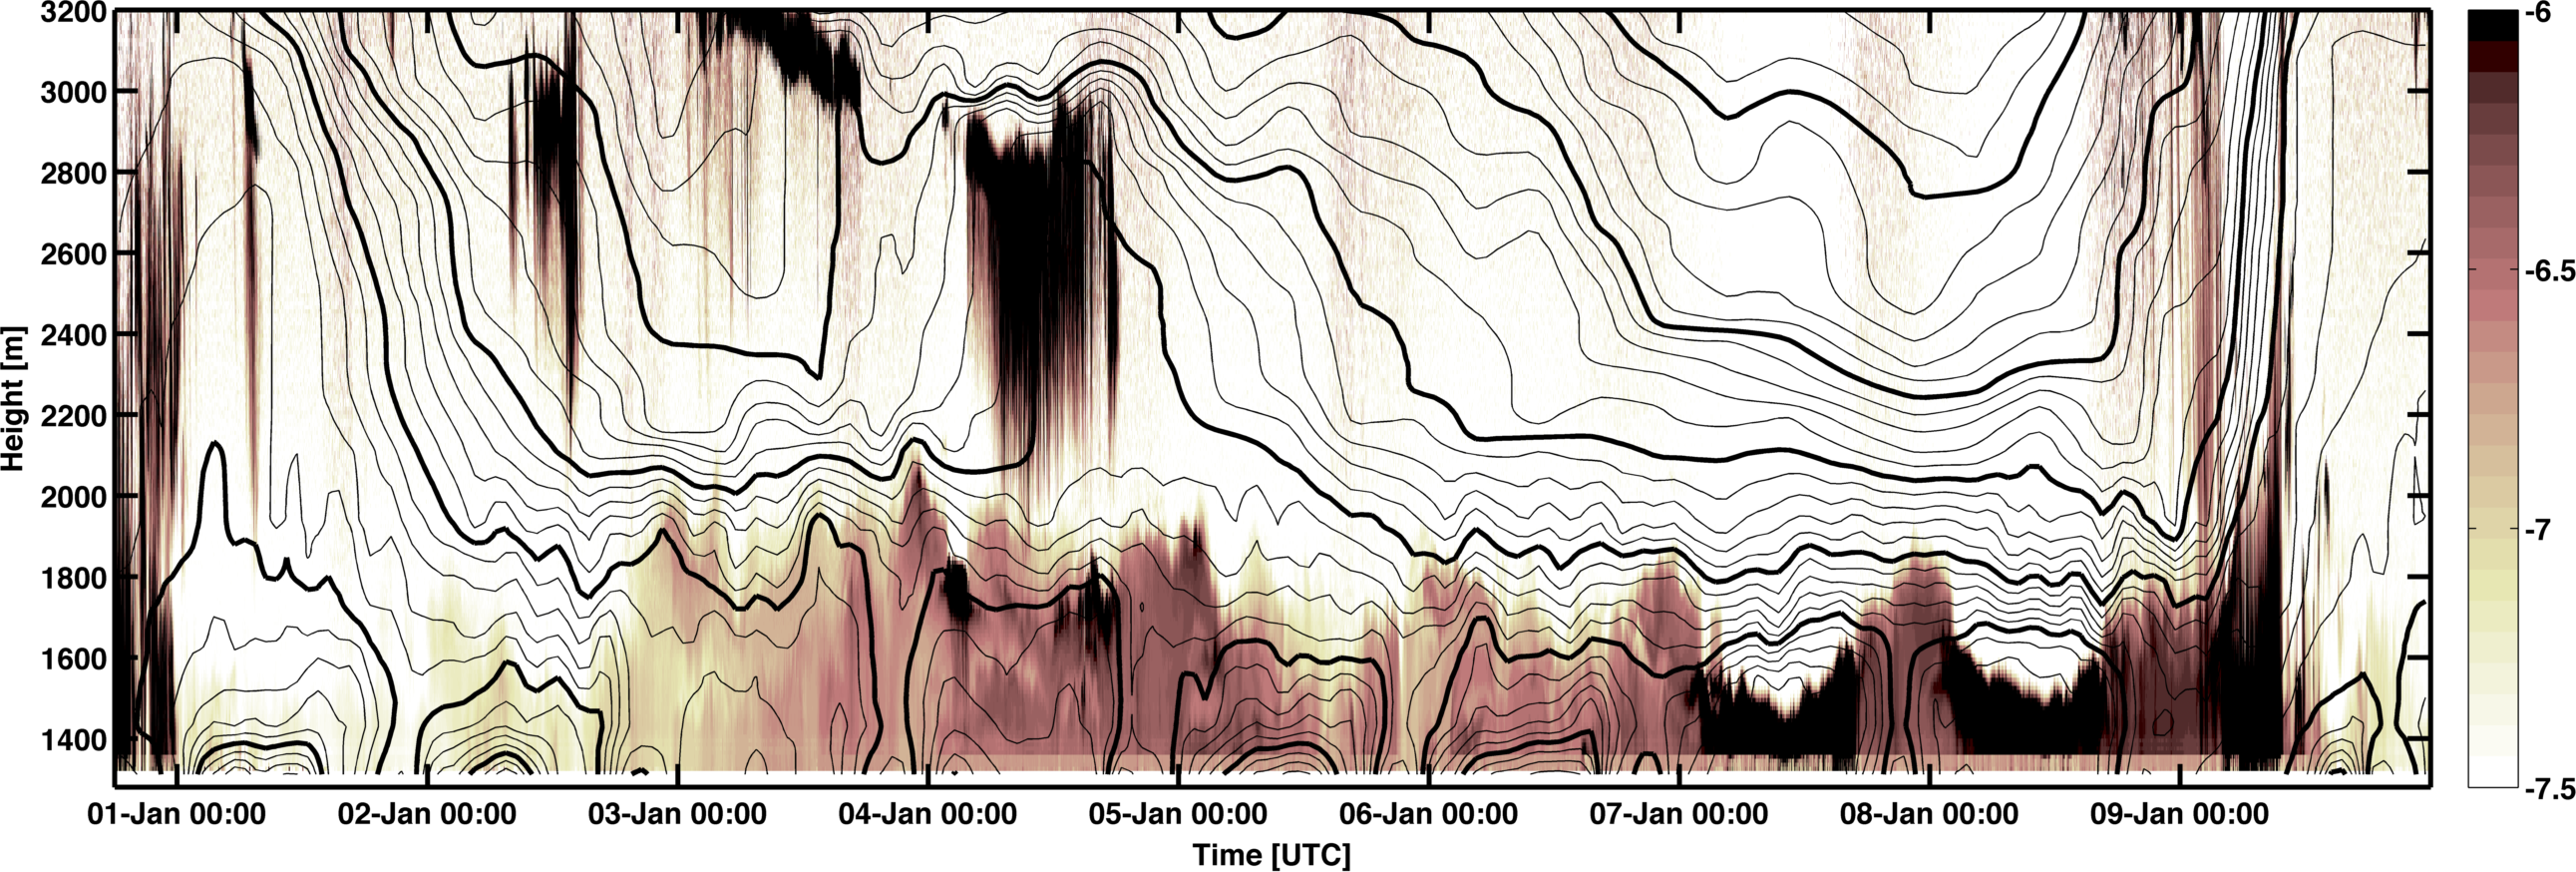 3200
3000
2800
2600
2400
2200
2000
1800
1600
1400
Height [m]
01-Jan 00:00
02-Jan 00:00
03-Jan 00:00
04-Jan 00:00
05-Jan 00:00
06-Jan 00:00
07-Jan 00:00
08-Jan 00:00
09-Jan 00:00
Time [UTC]
-6
-6.5
-7
-7.5